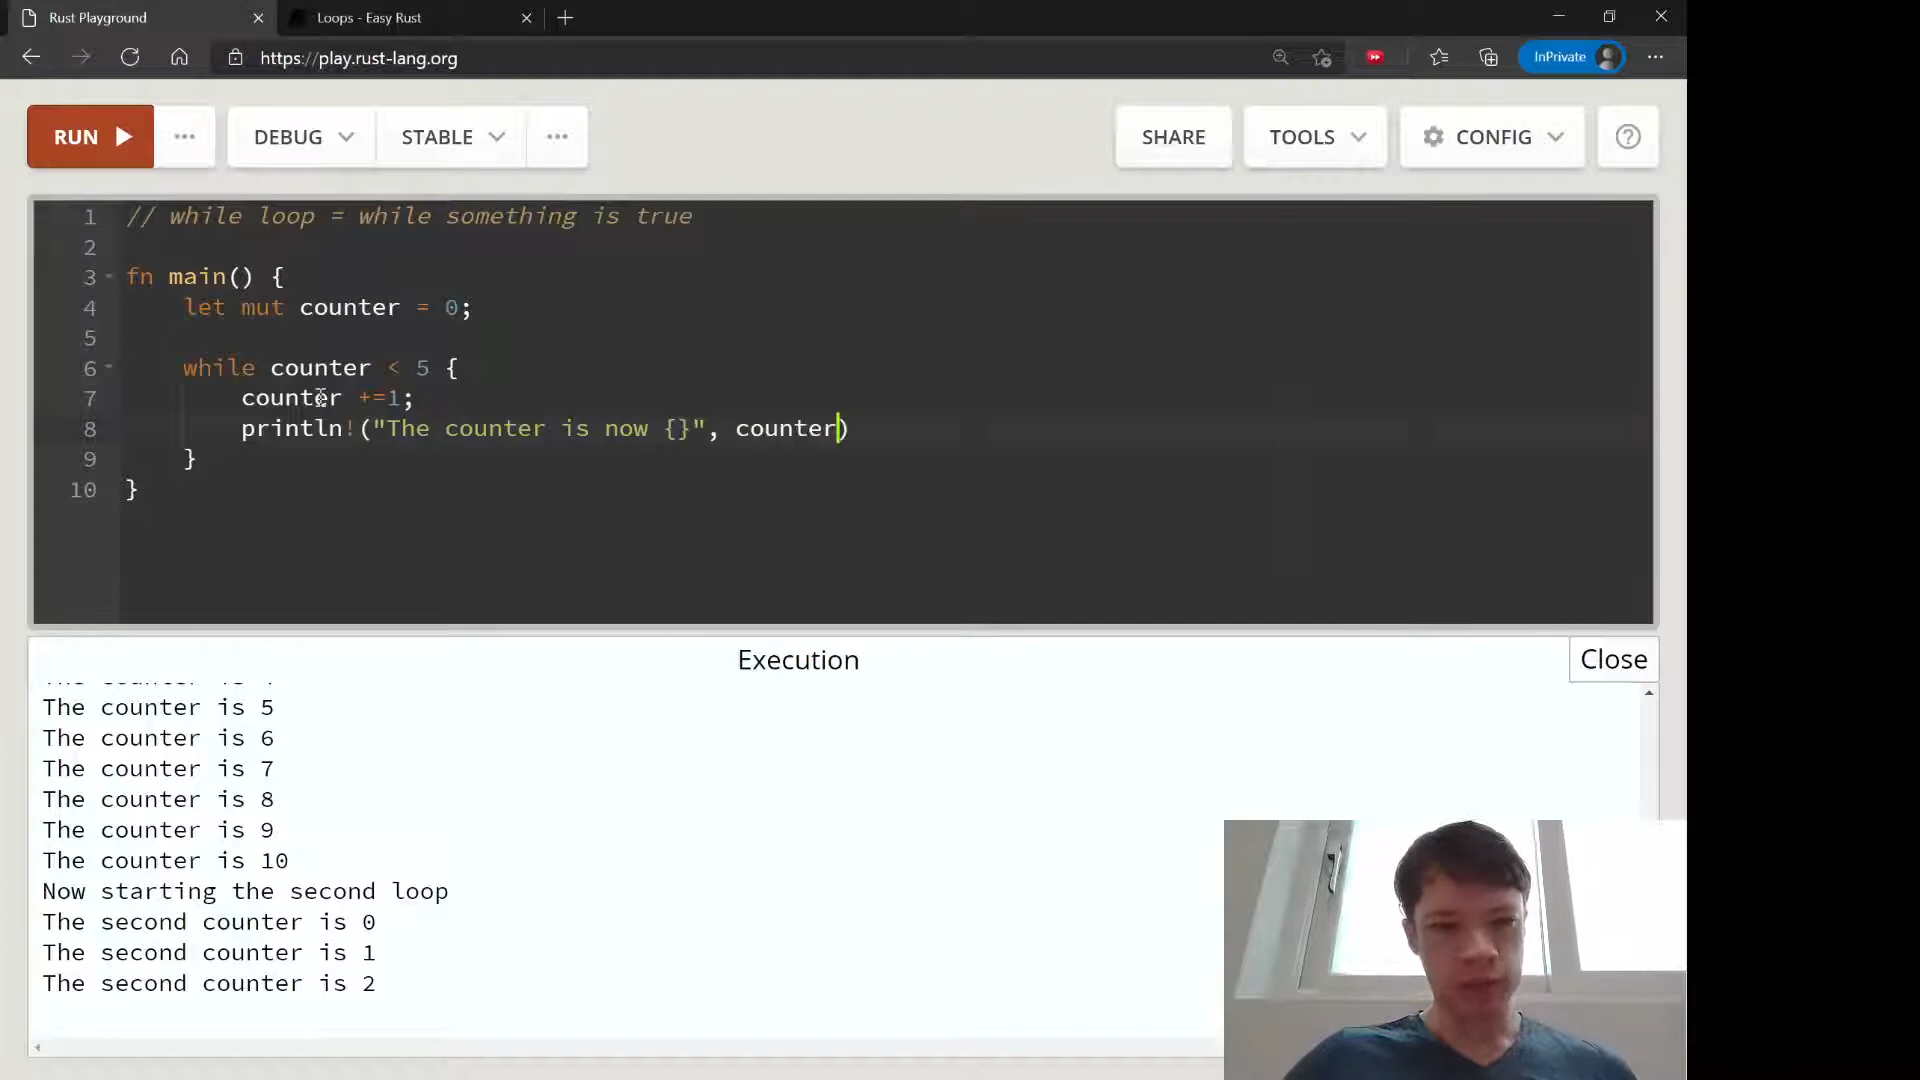 Rust Playground
Loops - Easy Rust
https://play.rust-lang.org
InPrivate
RUN
DEBUG
STABLE
SHARE
TOOLS
CONFIG
1 // while loop = while something is true
2
3 fn main() {
4 let mut counter = 0;
5
6 while counter < 5 {
7 counter +=1;
8 println!("The counter is now {}", counter)
9 }
10 }
Execution
Close
The counter is 5
The counter is 6
The counter is 7
The counter is 8
The counter is 9
The counter is 10
Now starting the second loop
The second counter is 0
The second counter is 1
The second counter is 2